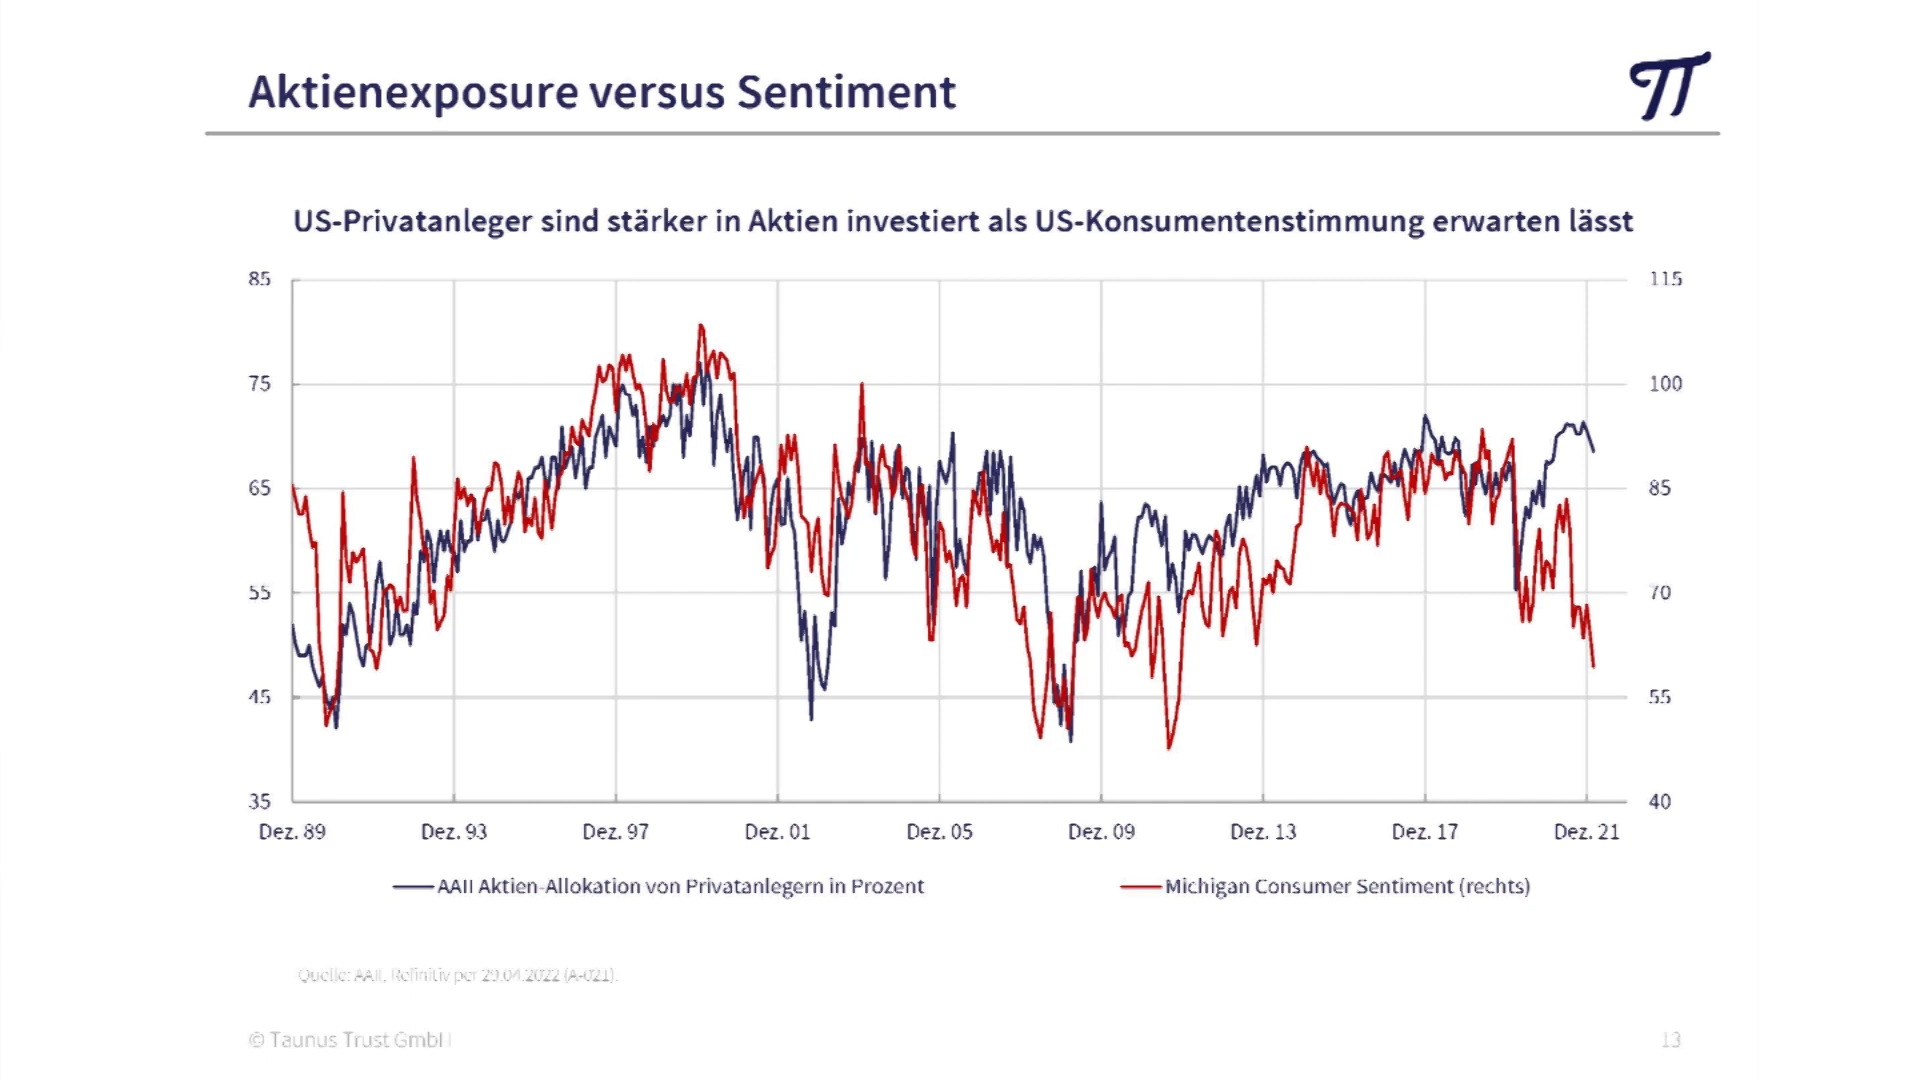 Aktienexposure versus Sentiment
US-Privatanleger sind stärker in Aktien investiert als US-Konsumentenstimmung erwarten lässt
85
75
65
55
45
35
115
100
85
70
55
40
Dez. 89 Dez. 93 Dez. 97 Dez. 01 Dez. 05 Dez. 09 Dez. 13 Dez. 17 Dez. 21
AAII Aktien-Allokation von Privatanlegern in Prozent Michigan Consumer Sentiment (rechts)
Quelle: AAII, Refinitiv per 29.04.2022 (A-021).
© Taunus Trust GmbH 13